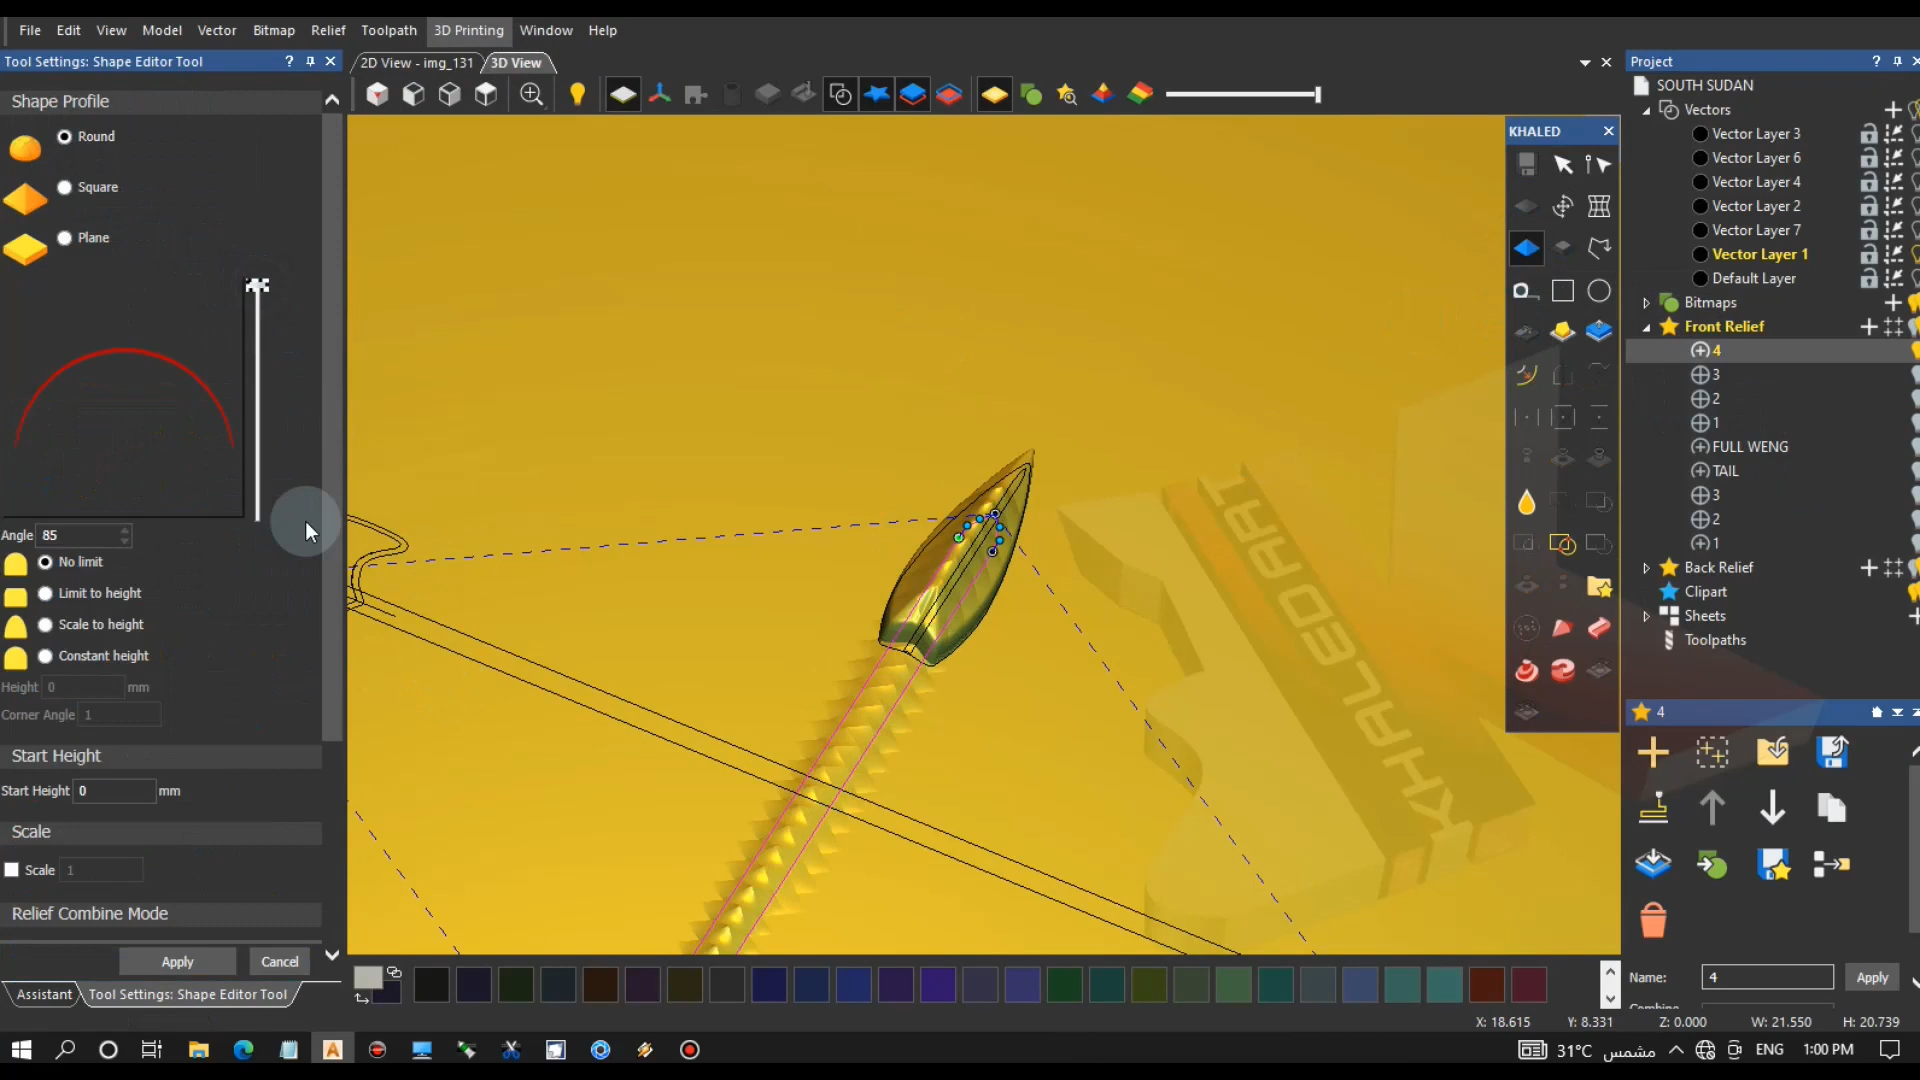 File Edit View Model Vector Bitmap Relief Toolpath 3D Printing Window Help
Tool Settings: Shape Editor Tool ?
2D View - img_131 3D View
Project ?
Shape Profile
Round
Square
Plane
Angle 85
No limit
Limit to height
Scale to height
Constant height
Height 0 mm
Corner Angle 1
Start Height
Start Height 0 mm
Scale
Scale 1
Relief Combine Mode
Apply Cancel
Assistant Tool Settings: Shape Editor Tool
KHALEDART
KHALED
SOUTH SUDAN
Vectors
Vector Layer 3
Vector Layer 6
Vector Layer 4
Vector Layer 2
Vector Layer 7
Vector Layer 1
Default Layer
Bitmaps
Front Relief
4
3
2
1
FULL WENG
TAIL
3
2
1
Back Relief
Clipart
Sheets
Toolpaths
4
Name: 4 Apply
X: 18.615 Y: 8.331 Z: 0.000 W: 21.550 H: 20.739
31°C مشمس ENG 1:00 PM